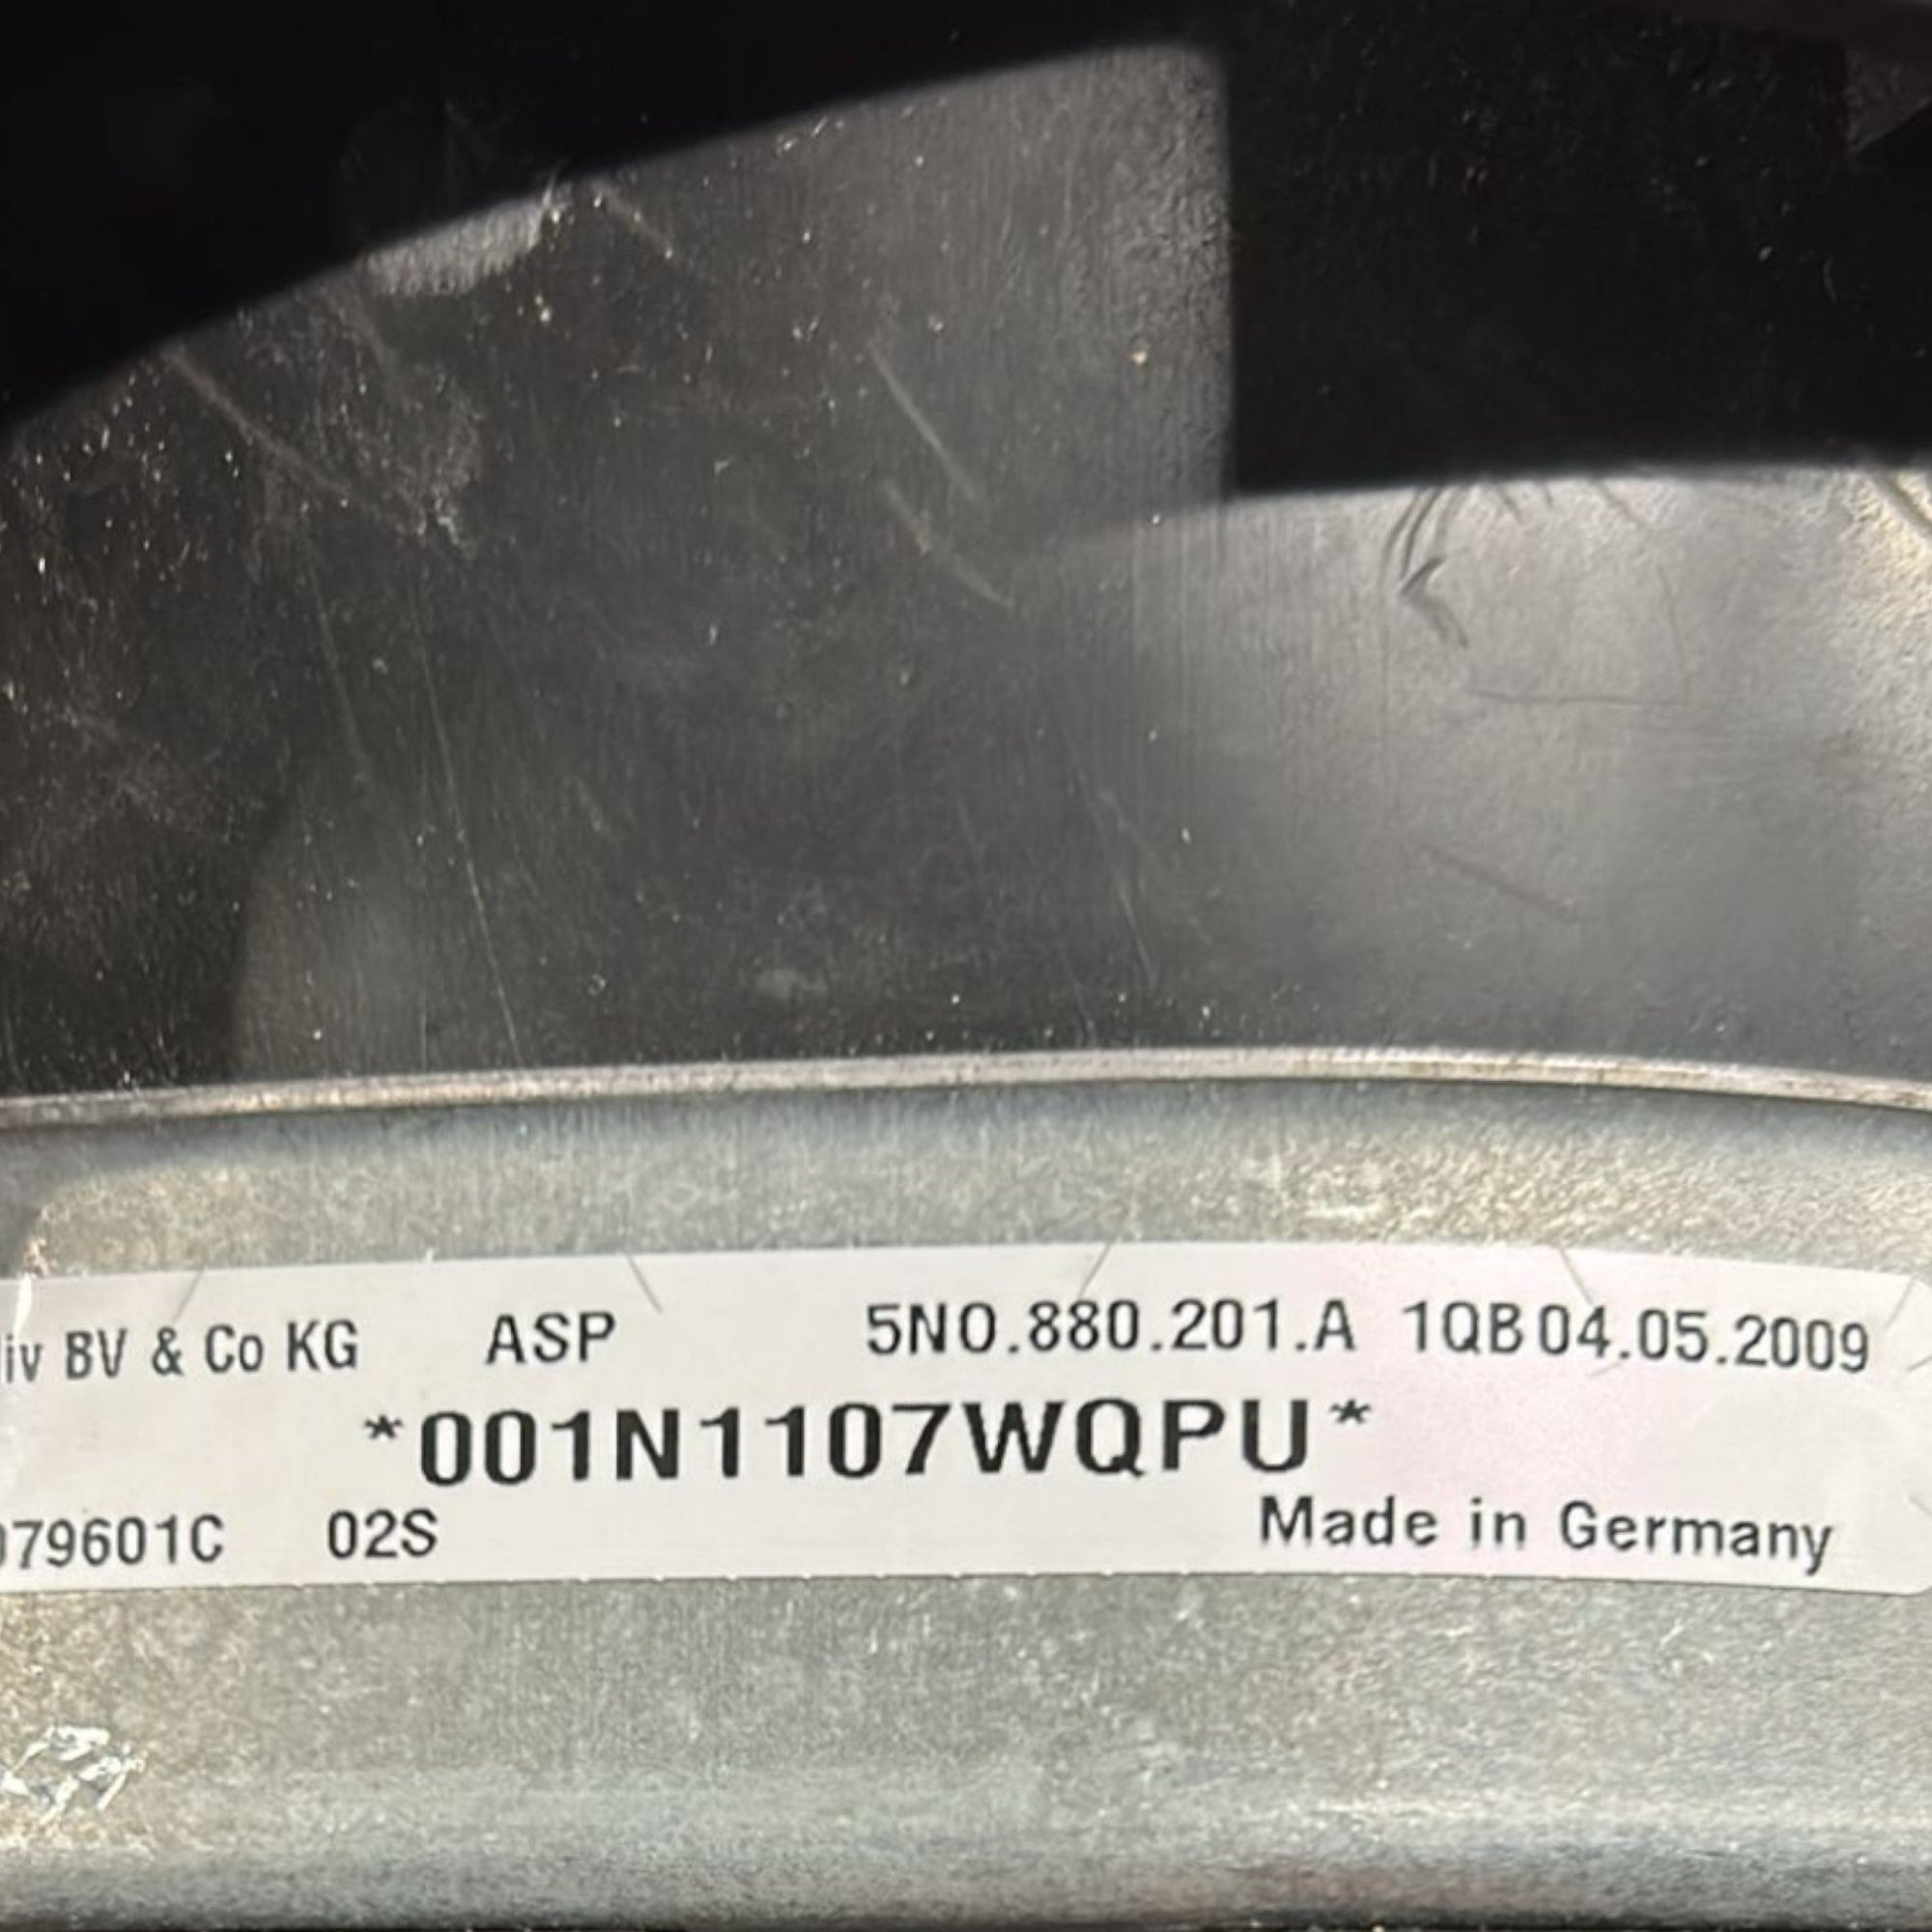 iv BV & Co KG ASP 5N0.880.201.A 1QB 04.05.2009
*001N1107WQPU*
79601C 02S Made in Germany